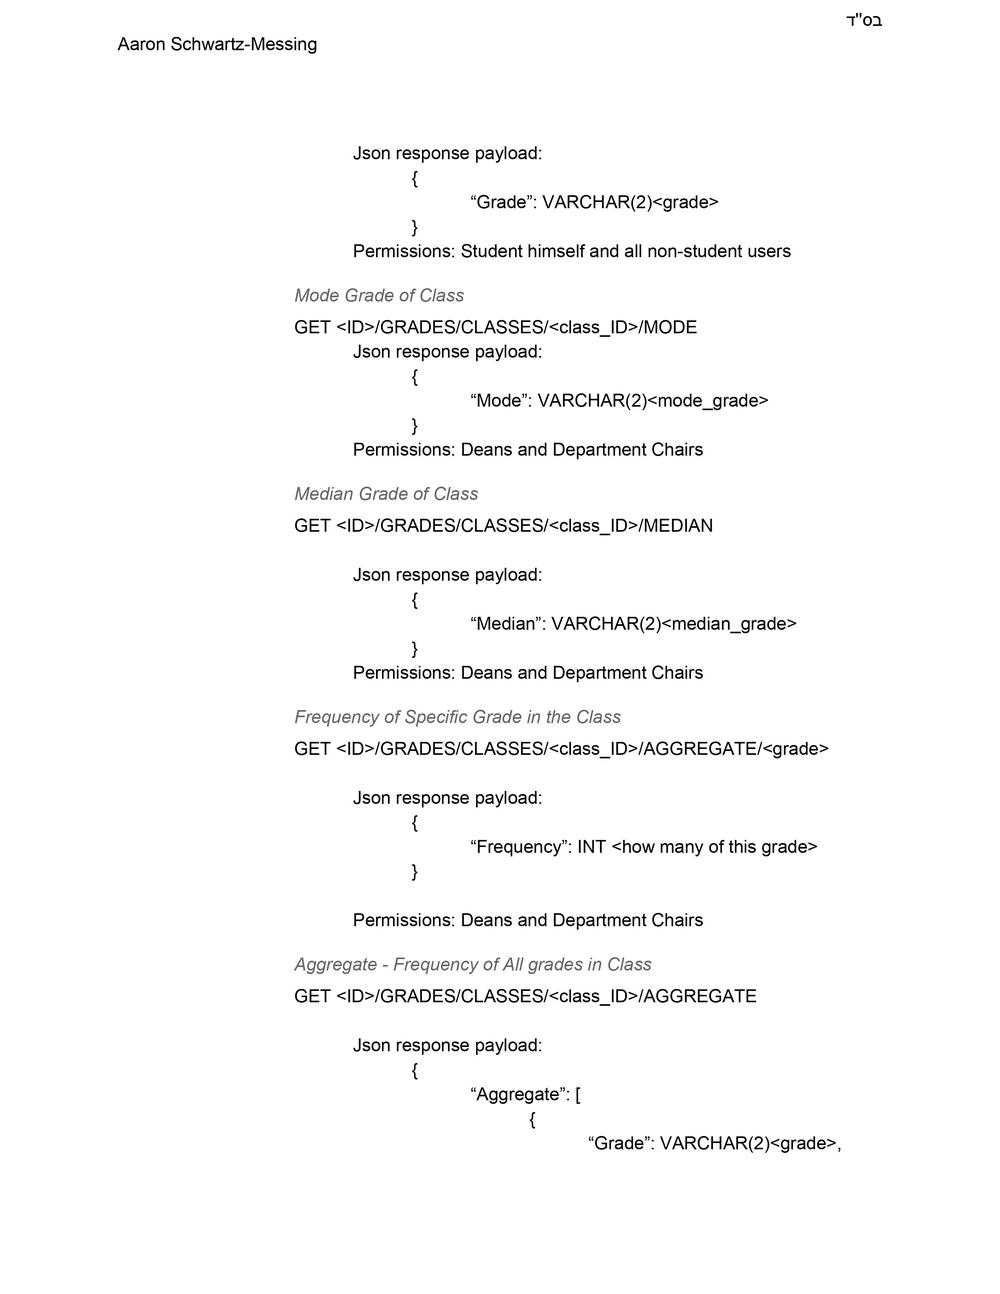 בס"ד
Aaron Schwartz-Messing
Json response payload:
{
“Grade”: VARCHAR(2)<grade>
}
Permissions: Student himself and all non-student users
Mode Grade of Class
GET <ID>/GRADES/CLASSES/<class_ID>/MODE
Json response payload:
{
“Mode”: VARCHAR(2)<mode_grade>
}
Permissions: Deans and Department Chairs
Median Grade of Class
GET <ID>/GRADES/CLASSES/<class_ID>/MEDIAN
Json response payload:
{
“Median”: VARCHAR(2)<median_grade>
}
Permissions: Deans and Department Chairs
Frequency of Specific Grade in the Class
GET <ID>/GRADES/CLASSES/<class_ID>/AGGREGATE/<grade>
Json response payload:
{
“Frequency”: INT <how many of this grade>
}
Permissions: Deans and Department Chairs
Aggregate - Frequency of All grades in Class
GET <ID>/GRADES/CLASSES/<class_ID>/AGGREGATE
Json response payload:
{
“Aggregate”: [
{
“Grade”: VARCHAR(2)<grade>,